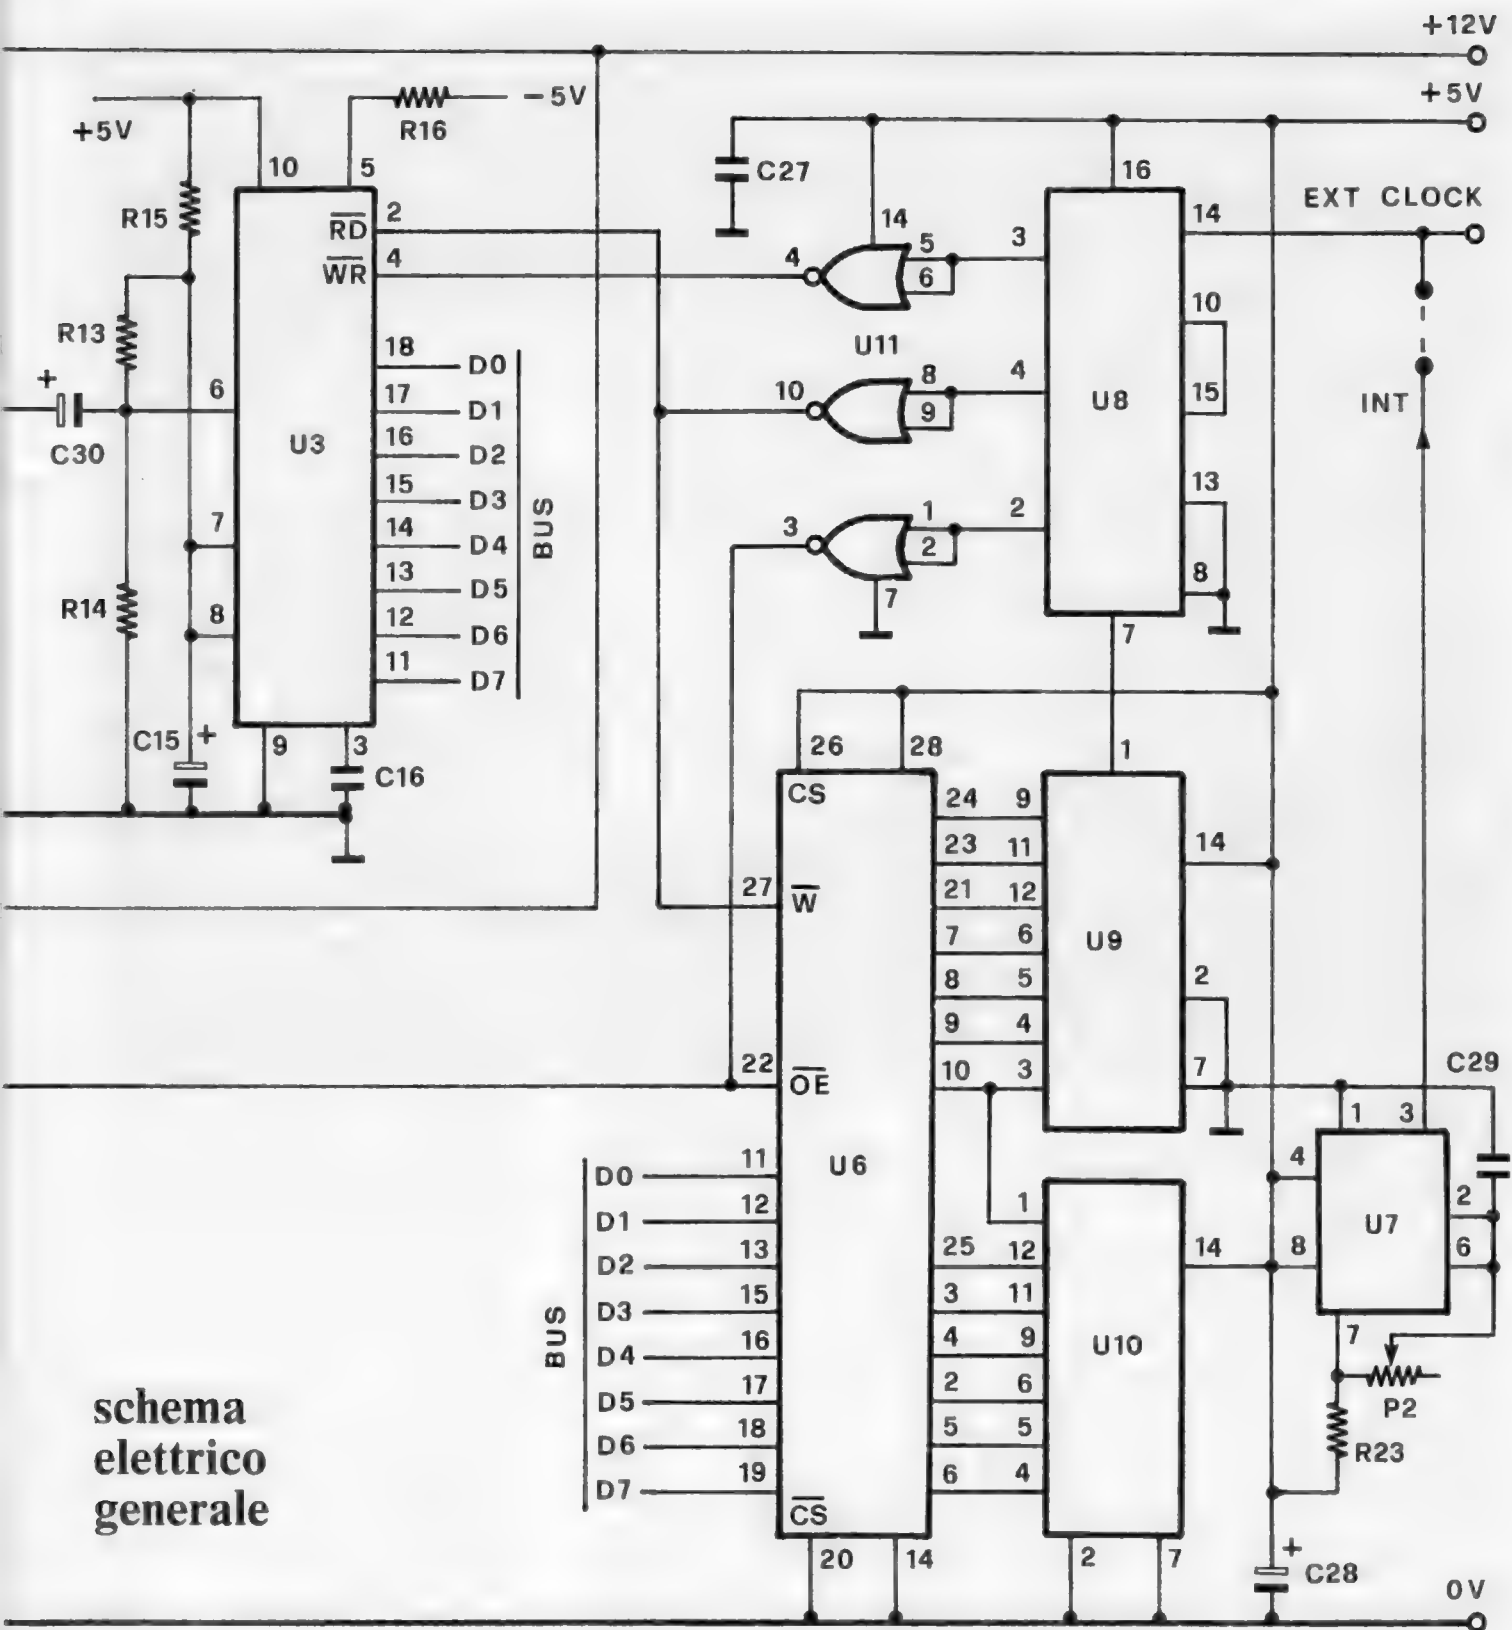 +12V
+5V
-5V
+5V
R16
C27
10 5
16
EXT CLOCK
R15
RD
2
14
5
3
14
WR
4
4
6
10
R13
18 D0
U11
8
4
U8
+
6
17 D1
10
9
15
INT
C30
U3
16 D2
15 D3
BUS
13
7
14 D4
3
1
2
2
R14
13 D5
7
8
8
12 D6
11 D7
7
C15 +
9 3
C16
26 28
1
CS
24 9
23 11
14
27 W
21 12
7 6
U9
8 5
2
9 4
22 OE
10 3
7
C29
1 3
D0 11
U6
4
D1 12
1
2
U7
D2 13
25 12
14
8
6
D3 15
3 11
BUS
D4 16
4 9
U10
7
D5 17
2 6
P2
schema
D6 18
5 5
R23
elettrico
D7 19
6 4
generale
CS
20 14
2 7
+
C28
0V